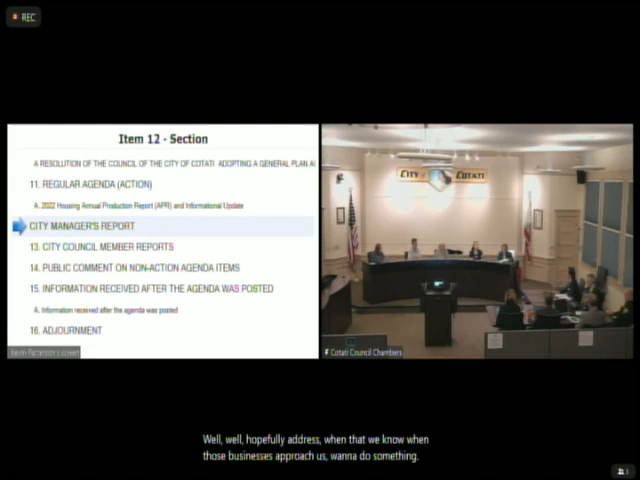 REC
Item 12 - Section
A RESOLUTION OF THE COUNCIL OF THE CITY OF COTATI ADOPTING A GENERAL PLAN A
11. REGULAR AGENDA (ACTION)
A. 2022 Housing Annual Production Report (APR) and Informational Update
CITY MANAGER'S REPORT
13. CITY COUNCIL MEMBER REPORTS
14. PUBLIC COMMENT ON NON-ACTION AGENDA ITEMS
15. INFORMATION RECEIVED AFTER THE AGENDA WAS POSTED
A. Information received after the agenda was posted
16. ADJOURNMENT
Kevin Patterson's screen
CITY COTATI
Cotati Council Chambers
Well, well, hopefully address, when that we know when
those businesses approach us, wanna do something.